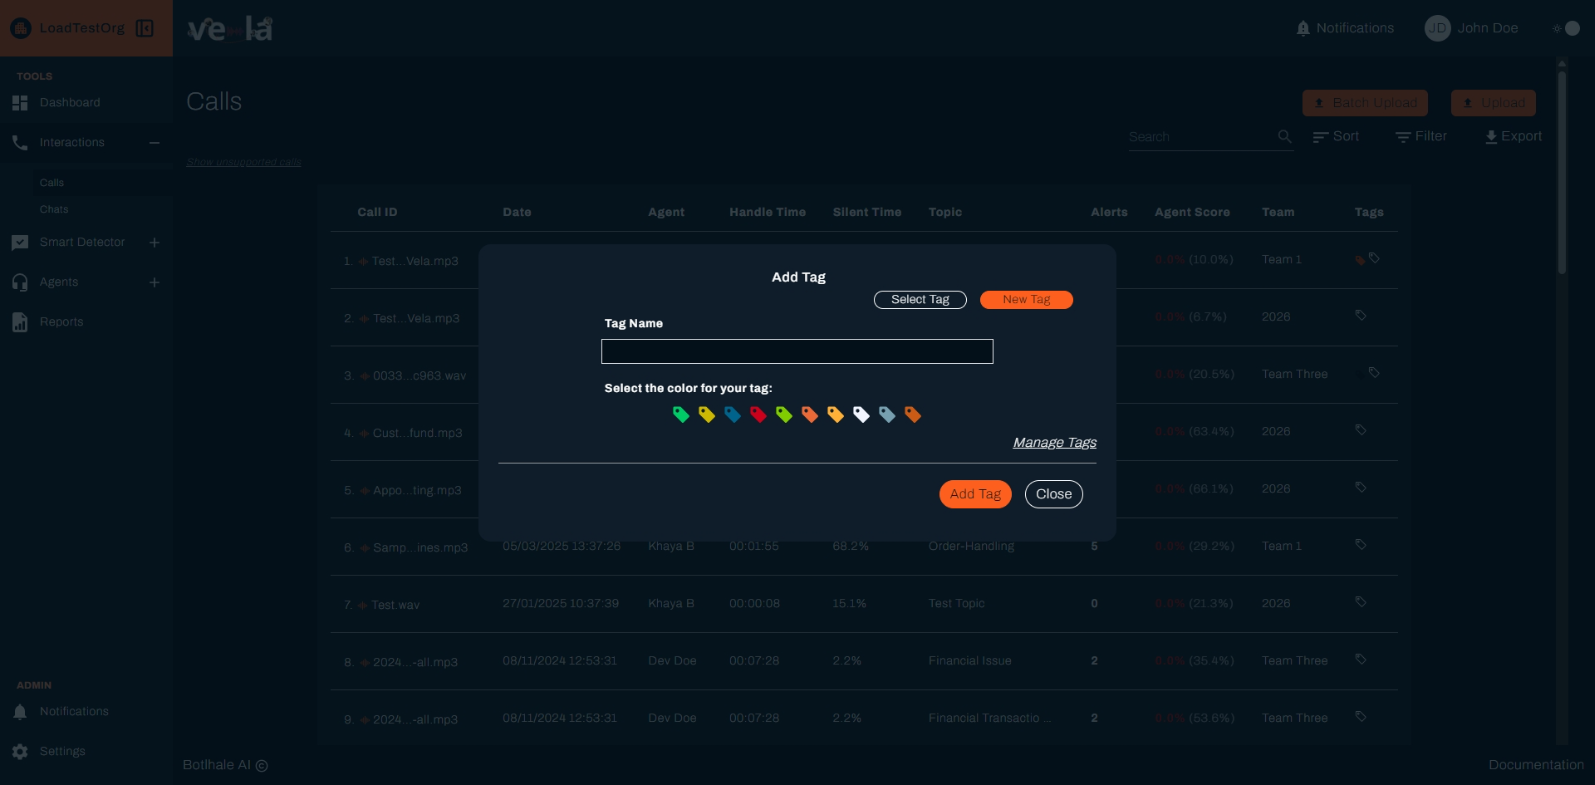 LoadTestOrg
vela
Notifications
JD
John Doe
TOOLS
Dashboard
Interactions
Calls
Chats
Smart Detector
Agents
Reports
ADMIN
Notifications
Settings
Calls
Batch Upload
Upload
Search
Sort
Filter
Export
Show unsupported calls
Call ID Date Agent Handle Time Silent Time Topic Alerts Agent Score Team Tags
1. Test...Vela.mp3 0.0% (10.0%) Team 1
2. Test...Vela.mp3 0.0% (6.7%) 2026
3. 0033...c963.wav 0.0% (20.5%) Team Three
4. Cust...fund.mp3 0.0% (63.4%) 2026
5. Appo...ting.mp3 0.0% (66.1%) 2026
6. Samp...ines.mp3 05/03/2025 13:37:26 Khaya B 00:01:55 68.2% Order-Handling 5 0.0% (29.2%) Team 1
7. Test.wav 27/01/2025 10:37:39 Khaya B 00:00:08 15.1% Test Topic 0 0.0% (21.3%) 2026
8. 2024...-all.mp3 08/11/2024 12:53:31 Dev Doe 00:07:28 2.2% Financial Issue 2 0.0% (35.4%) Team Three
9. 2024...-all.mp3 08/11/2024 12:53:31 Dev Doe 00:07:28 2.2% Financial Transactio ... 2 0.0% (53.6%) Team Three
Add Tag
Select Tag
New Tag
Tag Name
Select the color for your tag:
Manage Tags
Add Tag
Close
Botlhale AI ©
Documentation